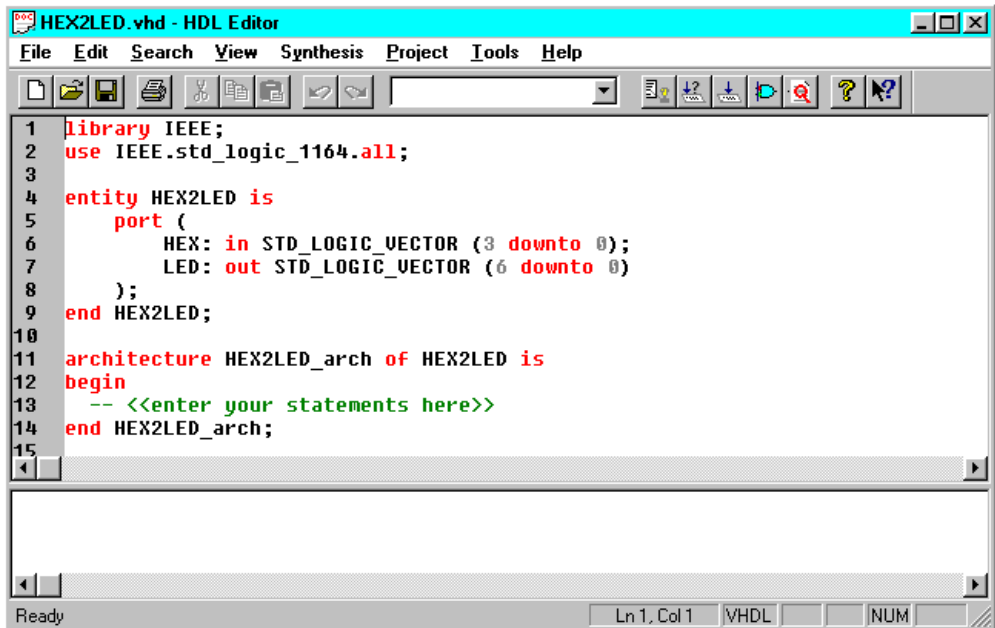 HEX2LED.vhd - HDL Editor
File Edit Search View Synthesis Project Tools Help
1 library IEEE;
2 use IEEE.std_logic_1164.all;
3
4 entity HEX2LED is
5 port (
6 HEX: in STD_LOGIC_VECTOR (3 downto 0);
7 LED: out STD_LOGIC_VECTOR (6 downto 0)
8 );
9 end HEX2LED;
10
11 architecture HEX2LED_arch of HEX2LED is
12 begin
13 -- <<enter your statements here>>
14 end HEX2LED_arch;
15
Ready Ln 1, Col 1 VHDL NUM